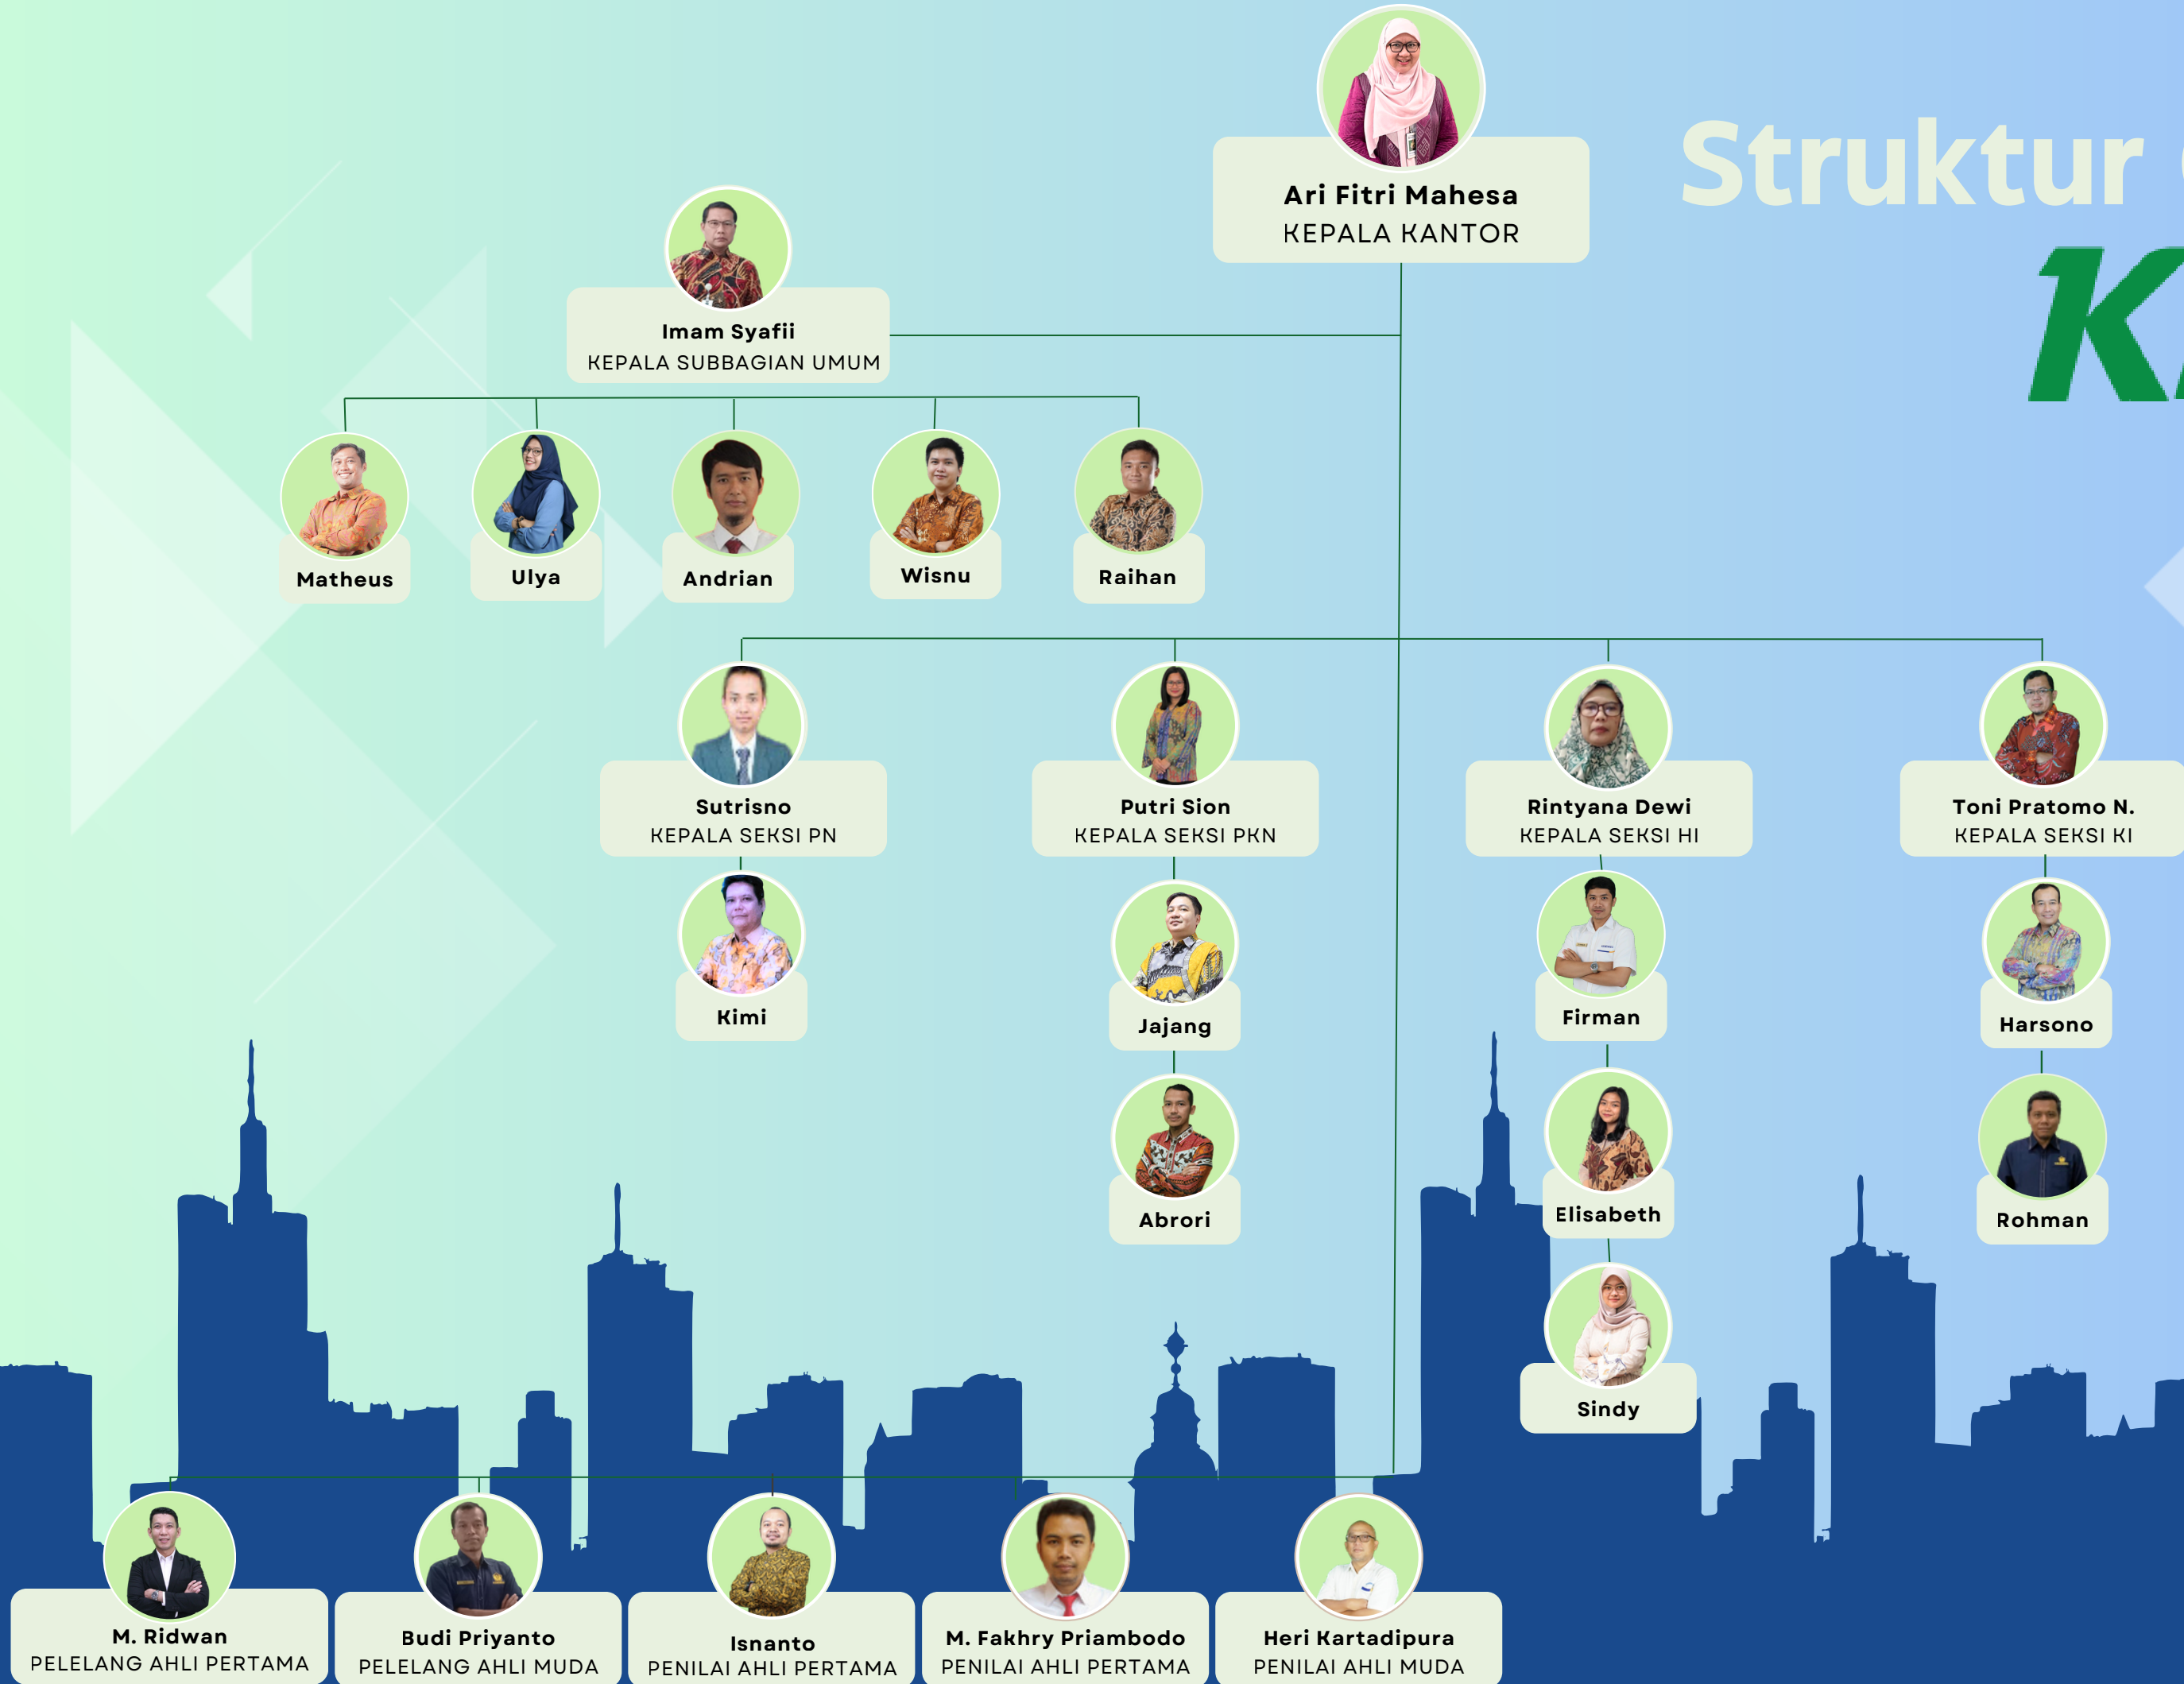 Ari Fitri Mahesa
KEPALA KANTOR
Struktur
Imam Syafii
KEPALA SUBBAGIAN UMUM
Matheus
Ulya
Andrian
Wisnu
Raihan
Sutrisno
KEPALA SEKSI PN
Putri Sion
KEPALA SEKSI PKN
Rintyana Dewi
KEPALA SEKSI HI
Toni Pratomo N.
KEPALA SEKSI KI
Kimi
Jajang
Firman
Harsono
Abrori
Elisabeth
Rohman
Sindy
M. Ridwan
PELELANG AHLI PERTAMA
Budi Priyanto
PELELANG AHLI MUDA
Isnanto
PENILAI AHLI PERTAMA
M. Fakhry Priambodo
PENILAI AHLI PERTAMA
Heri Kartadipura
PENILAI AHLI MUDA